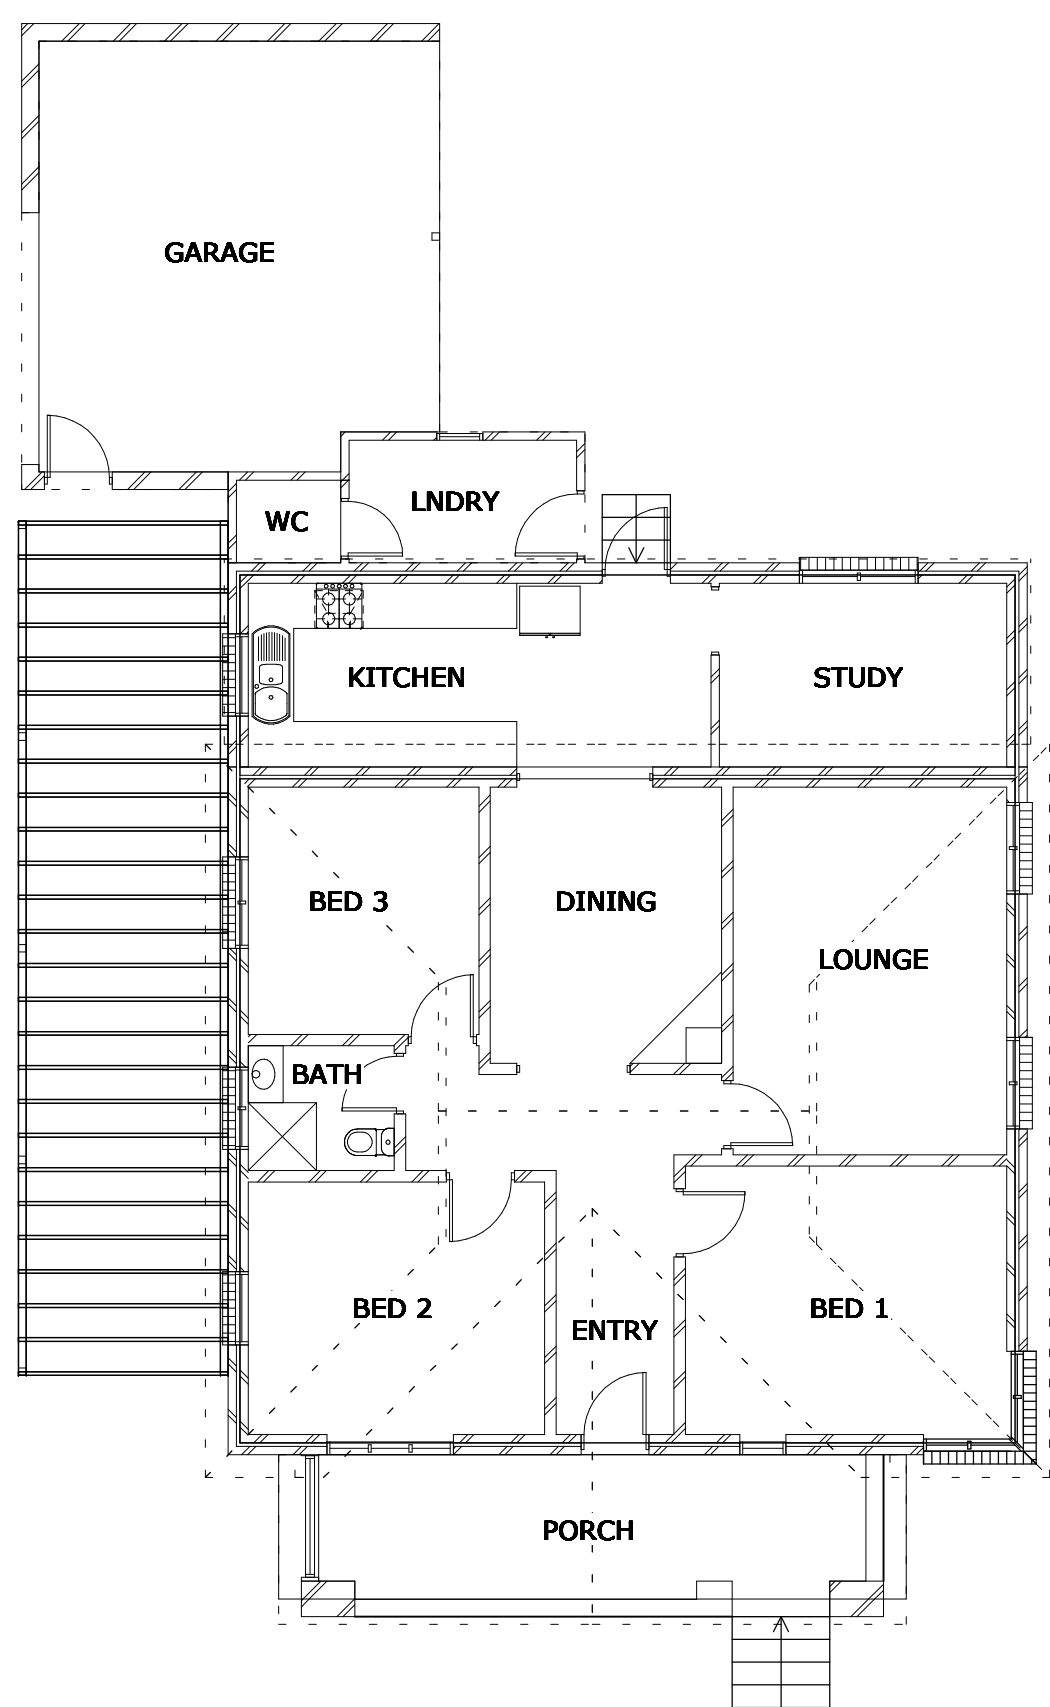 GARAGE
LNDRY
WC
KITCHEN
STUDY
BED 3
DINING
LOUNGE
BATH
BED 2
BED 1
ENTRY
PORCH